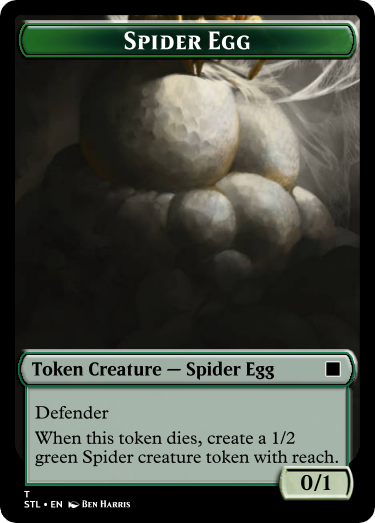 Spider Egg
Token Creature — Spider Egg
Defender
When this token dies, create a 1/2
green Spider creature token with reach.
0/1
T
STL • EN Ben Harris